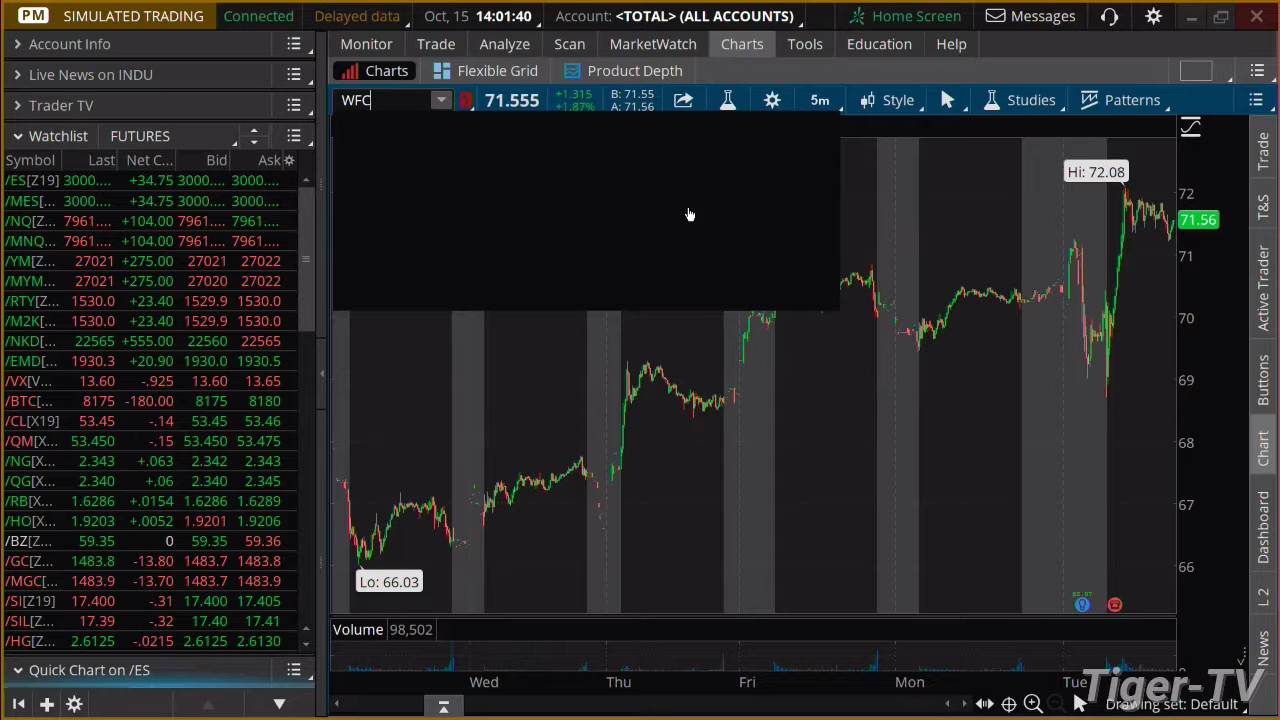 PM SIMULATED TRADING Connected Delayed data Oct, 15 14:01:40 Account: <TOTAL> (ALL ACCOUNTS) Home Screen Messages
Account Info
Live News on INDU
Trader TV
Watchlist FUTURES
Symbol Last Net C... Bid Ask
/ES[Z19] 3000.... +34.75 3000.... 3000....
/MES[... 3000.... +34.75 3000.... 3000....
/NQ[Z... 7961.... +104.00 7961.... 7961....
/MNQ... 7961.... +104.00 7961.... 7961....
/YM[Z... 27021 +275.00 27021 27022
/MYM... 27021 +275.00 27020 27022
/RTY[Z... 1530.0 +23.40 1529.9 1530.0
/M2K[... 1530.0 +23.40 1529.9 1530.0
/NKD[... 22565 +555.00 22560 22565
/EMD[... 1930.3 +20.90 1930.0 1930.5
/VX[V... 13.60 -.925 13.60 13.65
/BTC[... 8175 -180.00 8175 8180
/CL[X19] 53.45 -.14 53.45 53.46
/QM[X... 53.450 -.15 53.450 53.475
/NG[X... 2.343 +.063 2.342 2.343
/QG[X... 2.340 +.06 2.340 2.345
/RB[X... 1.6286 +.0154 1.6286 1.6289
/HO[X... 1.9203 +.0052 1.9201 1.9206
/BZ[Z... 59.35 0 59.35 59.36
/GC[Z... 1483.8 -13.80 1483.7 1483.8
/MGC[... 1483.9 -13.70 1483.7 1483.9
/SI[Z19] 17.400 -.31 17.400 17.405
/SIL[Z... 17.39 -.32 17.40 17.41
/HG[Z... 2.6125 -.0215 2.6125 2.6130
Quick Chart on /ES
Monitor Trade Analyze Scan MarketWatch Charts Tools Education Help
Charts Flexible Grid Product Depth
WFC 71.555 +1.315 B: 71.55
+1.87% A: 71.56
5m Style Studies Patterns
Hi: 72.08
72
71.56
71
70
69
68
67
66
Lo: 66.03
Volume 98,502
Wed Thu Fri Mon Tue
Drawing set: Default
Trade
T&S
Active Trader
Buttons
Chart
Dashboard
L 2
News
Tiger-TV